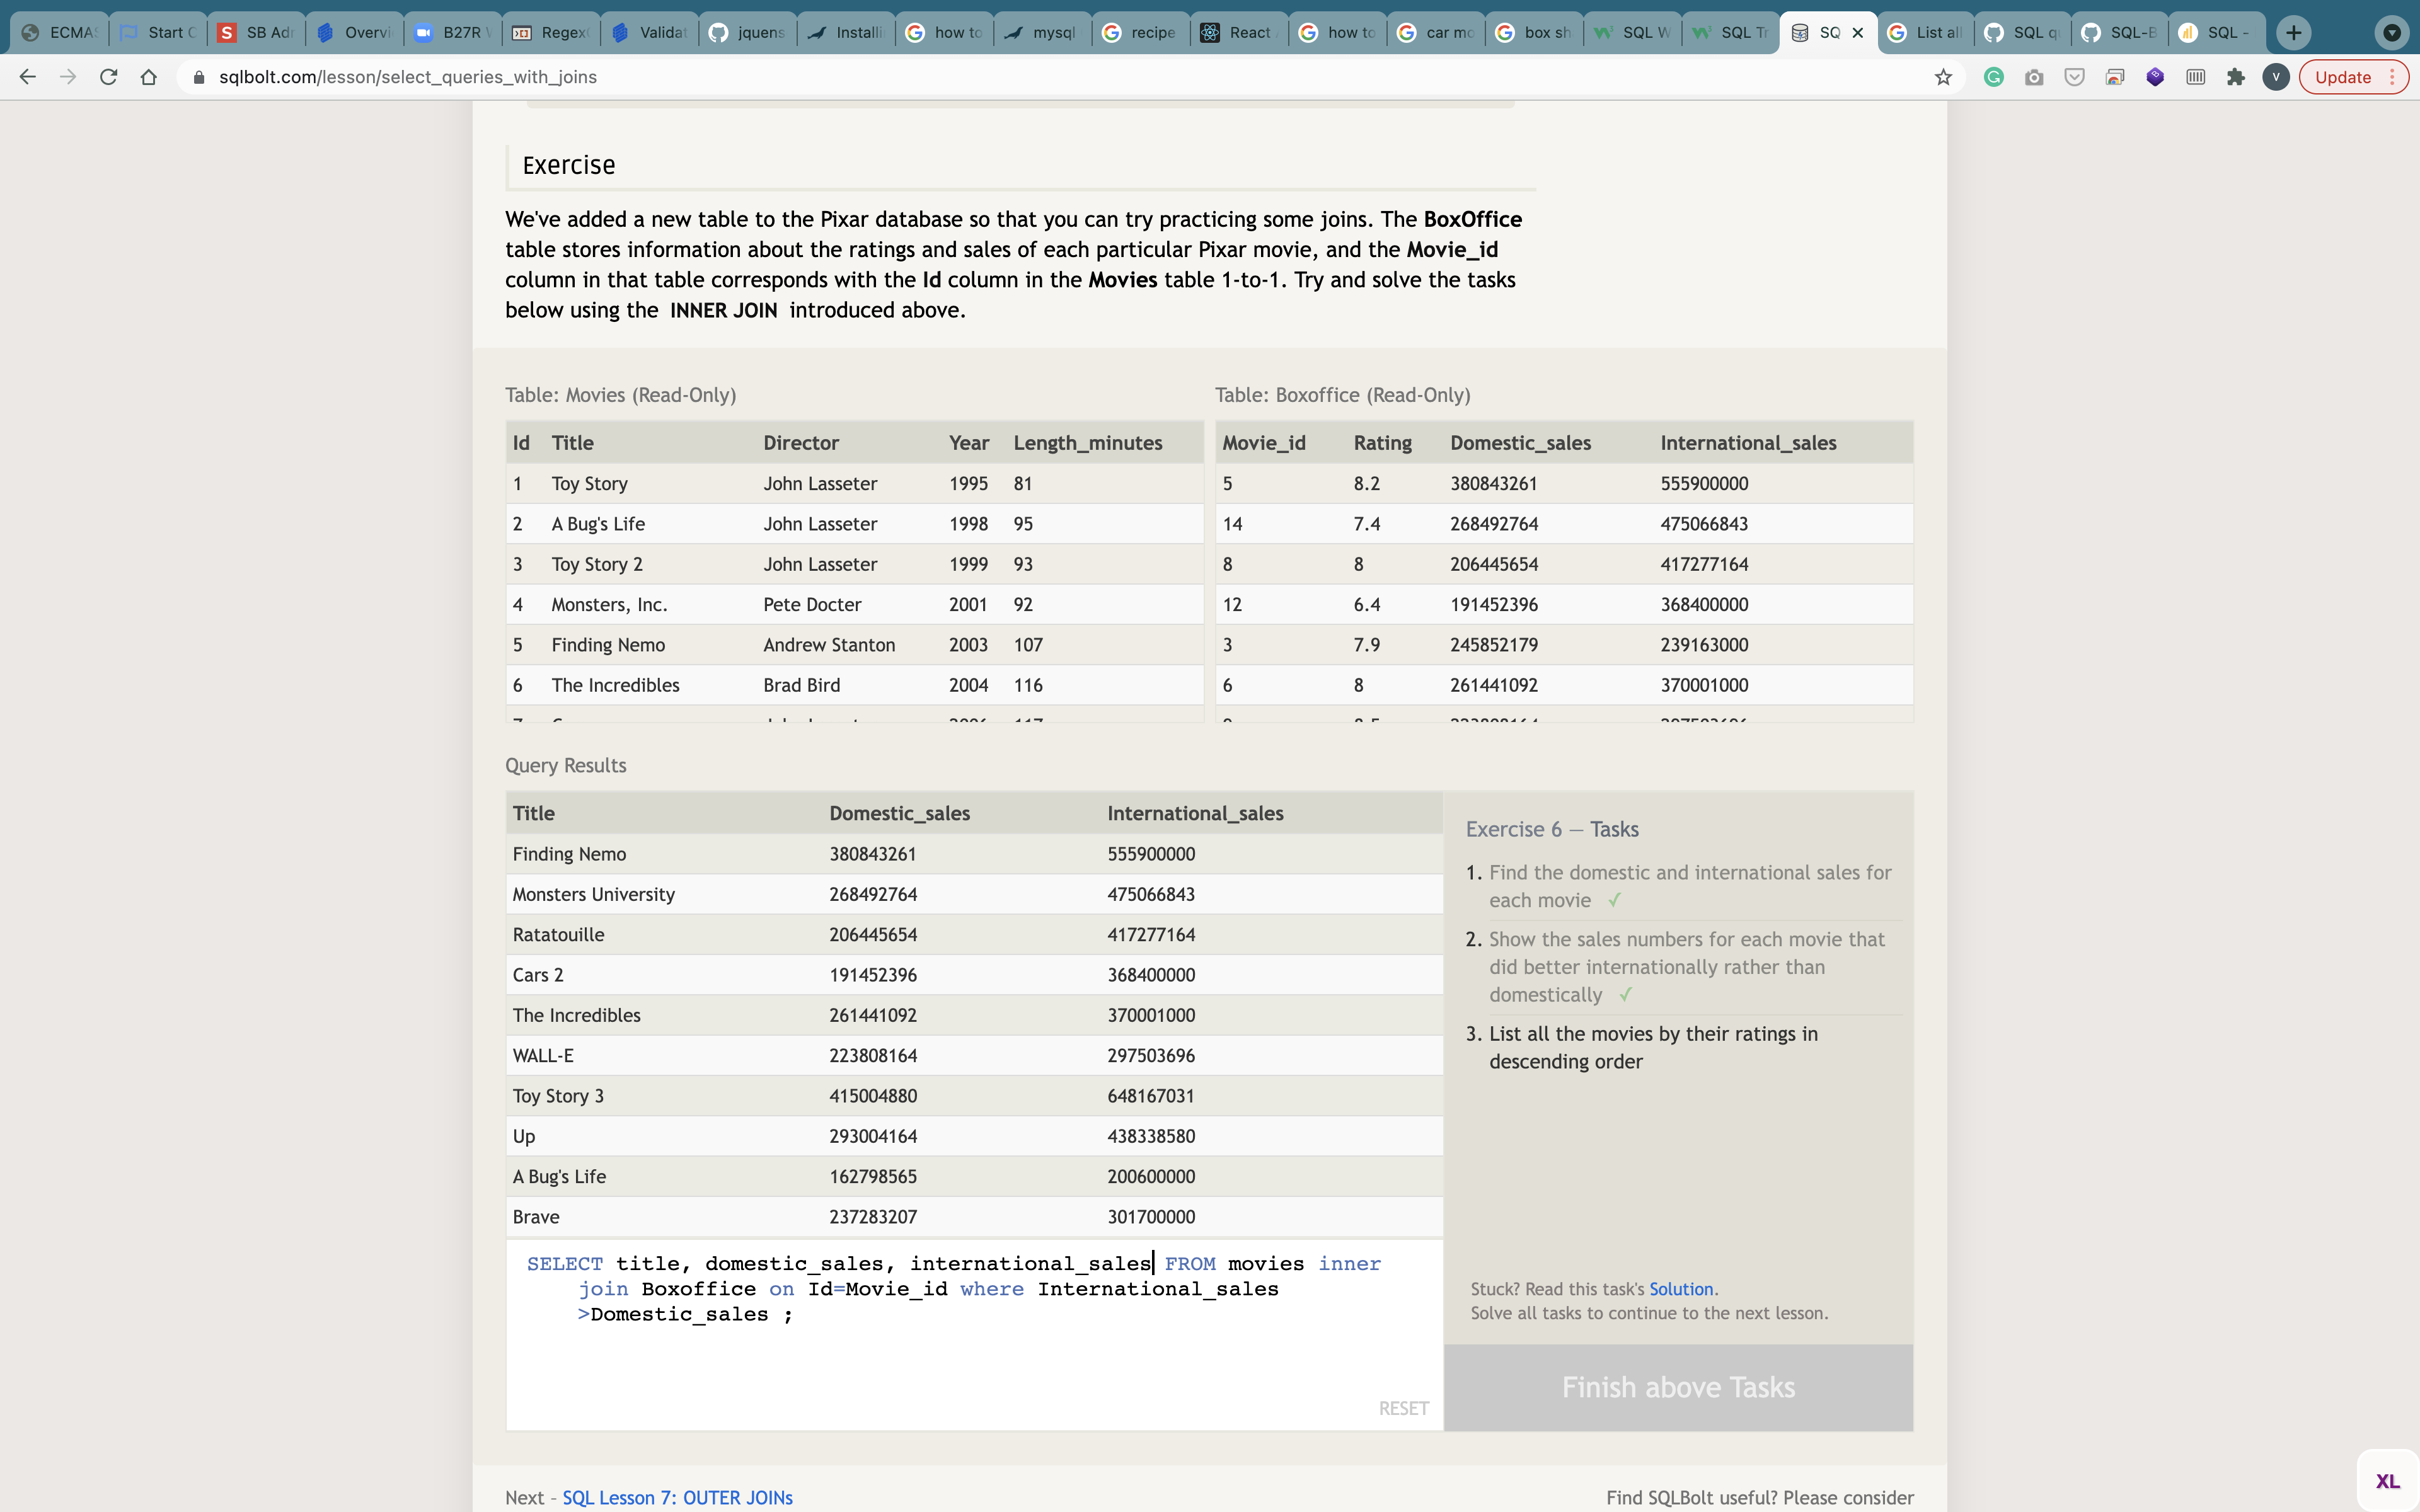 ECMA
Start C
SB Adr
Overvi
B27R
Regex
Validat
jquens
Installi
how to
mysql
recipe
React
how to
car mo
box sh
SQL W
SQL Tr
SQ
List all
SQL q
SQL-B
SQL -
sqlbolt.com/lesson/select_queries_with_joins
V
Update
Exercise
We've added a new table to the Pixar database so that you can try practicing some joins. The BoxOffice
table stores information about the ratings and sales of each particular Pixar movie, and the Movie_id
column in that table corresponds with the Id column in the Movies table 1-to-1. Try and solve the tasks
below using the INNER JOIN introduced above.
Table: Movies (Read-Only)
Id Title Director Year Length_minutes
1 Toy Story John Lasseter 1995 81
2 A Bug's Life John Lasseter 1998 95
3 Toy Story 2 John Lasseter 1999 93
4 Monsters, Inc. Pete Docter 2001 92
5 Finding Nemo Andrew Stanton 2003 107
6 The Incredibles Brad Bird 2004 116
Table: Boxoffice (Read-Only)
Movie_id Rating Domestic_sales International_sales
5 8.2 380843261 555900000
14 7.4 268492764 475066843
8 8 206445654 417277164
12 6.4 191452396 368400000
3 7.9 245852179 239163000
6 8 261441092 370001000
Query Results
Title Domestic_sales International_sales
Finding Nemo 380843261 555900000
Monsters University 268492764 475066843
Ratatouille 206445654 417277164
Cars 2 191452396 368400000
The Incredibles 261441092 370001000
WALL-E 223808164 297503696
Toy Story 3 415004880 648167031
Up 293004164 438338580
A Bug's Life 162798565 200600000
Brave 237283207 301700000
SELECT title, domestic_sales, international_sales FROM movies inner
join Boxoffice on Id=Movie_id where International_sales
>Domestic_sales ;
RESET
Exercise 6 — Tasks
1. Find the domestic and international sales for
each movie ✓
2. Show the sales numbers for each movie that
did better internationally rather than
domestically ✓
3. List all the movies by their ratings in
descending order
Stuck? Read this task's Solution.
Solve all tasks to continue to the next lesson.
Finish above Tasks
Next - SQL Lesson 7: OUTER JOINs
Find SQLBolt useful? Please consider
XL